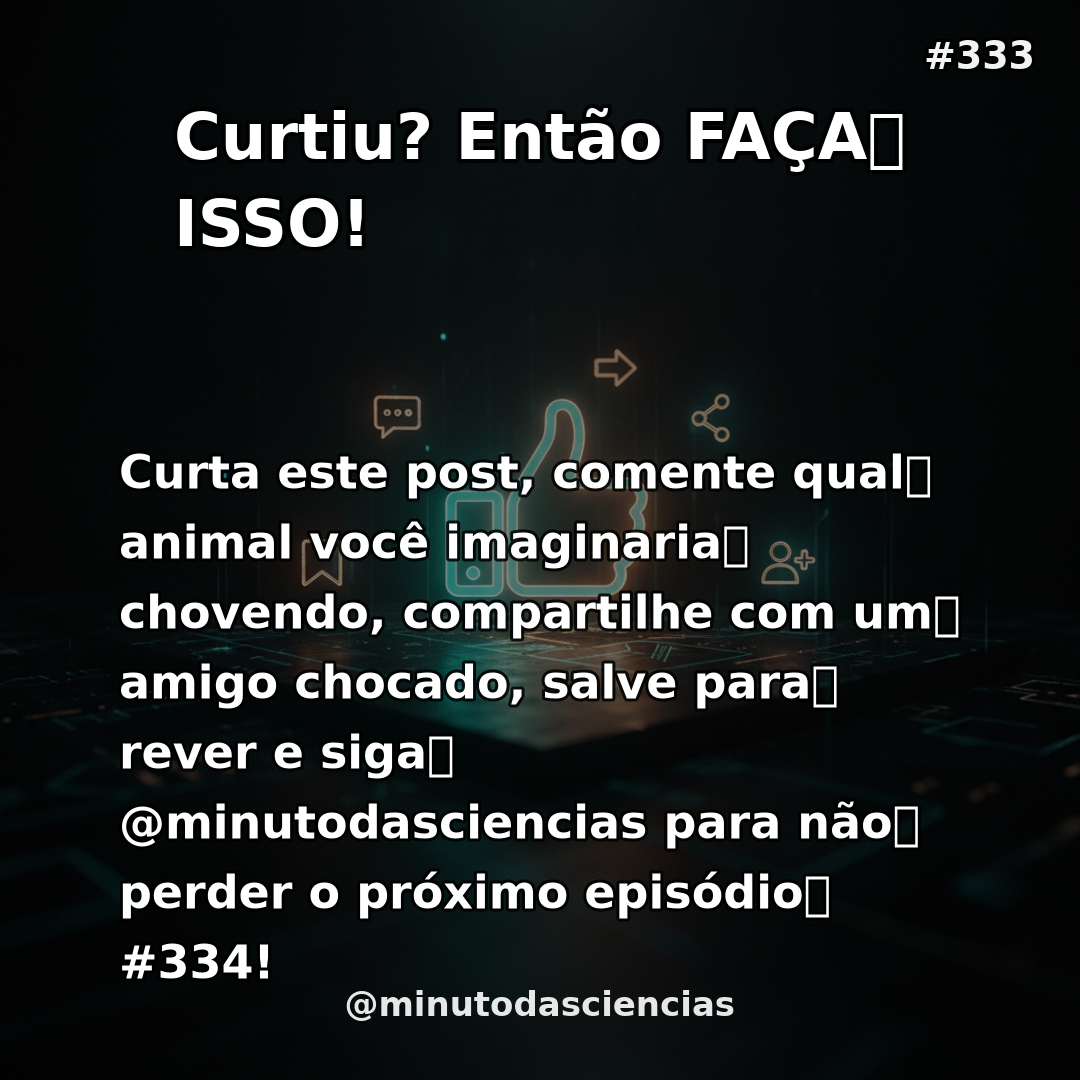 #333
Curtiu? Então FAÇA
ISSO!
Curta este post, comente qual
animal você imaginaria
chovendo, compartilhe com um
amigo chocado, salve para
rever e siga
@minutodasciencias para não
perder o próximo episódio
#334!
@minutodasciencias